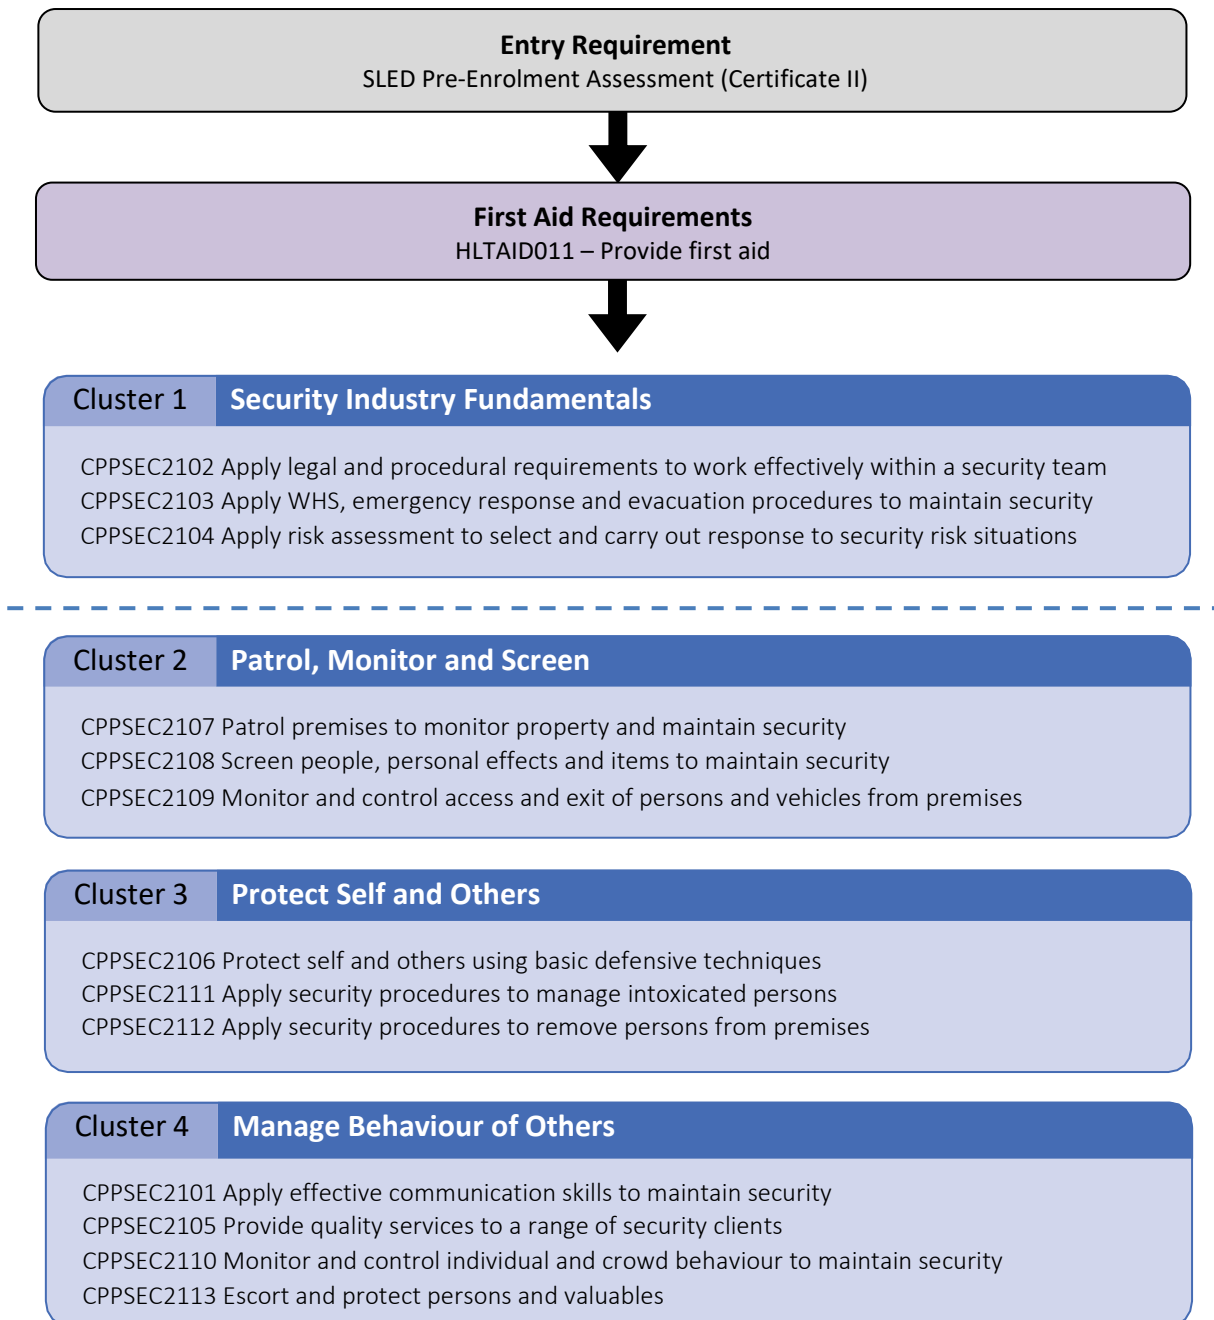 Entry Requirement
SLED Pre-Enrolment Assessment (Certificate II)
First Aid Requirements
HLTAID011 – Provide first aid
Cluster 1 Security Industry Fundamentals
CPPSEC2102 Apply legal and procedural requirements to work effectively within a security team
CPPSEC2103 Apply WHS, emergency response and evacuation procedures to maintain security
CPPSEC2104 Apply risk assessment to select and carry out response to security risk situations
Cluster 2 Patrol, Monitor and Screen
CPPSEC2107 Patrol premises to monitor property and maintain security
CPPSEC2108 Screen people, personal effects and items to maintain security
CPPSEC2109 Monitor and control access and exit of persons and vehicles from premises
Cluster 3 Protect Self and Others
CPPSEC2106 Protect self and others using basic defensive techniques
CPPSEC2111 Apply security procedures to manage intoxicated persons
CPPSEC2112 Apply security procedures to remove persons from premises
Cluster 4 Manage Behaviour of Others
CPPSEC2101 Apply effective communication skills to maintain security
CPPSEC2105 Provide quality services to a range of security clients
CPPSEC2110 Monitor and control individual and crowd behaviour to maintain security
CPPSEC2113 Escort and protect persons and valuables